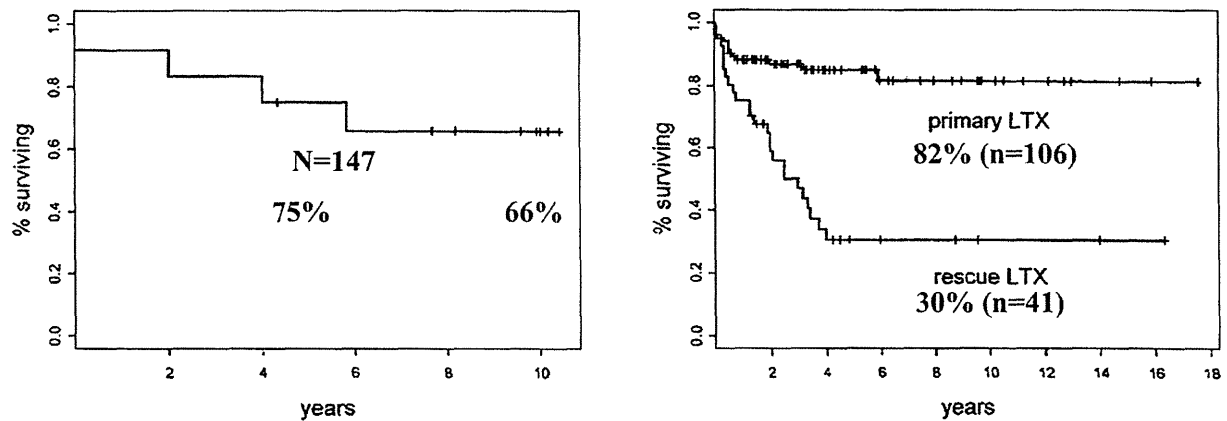 % surviving
1.0
0.8
0.6
0.4
0.2
0.0
N=147
75% 66%
2 4 6 8 10
years
% surviving
1.0
0.8
0.6
0.4
0.2
0.0
primary LTX
82% (n=106)
rescue LTX
30% (n=41)
2 4 6 8 10 12 14 16 18
years